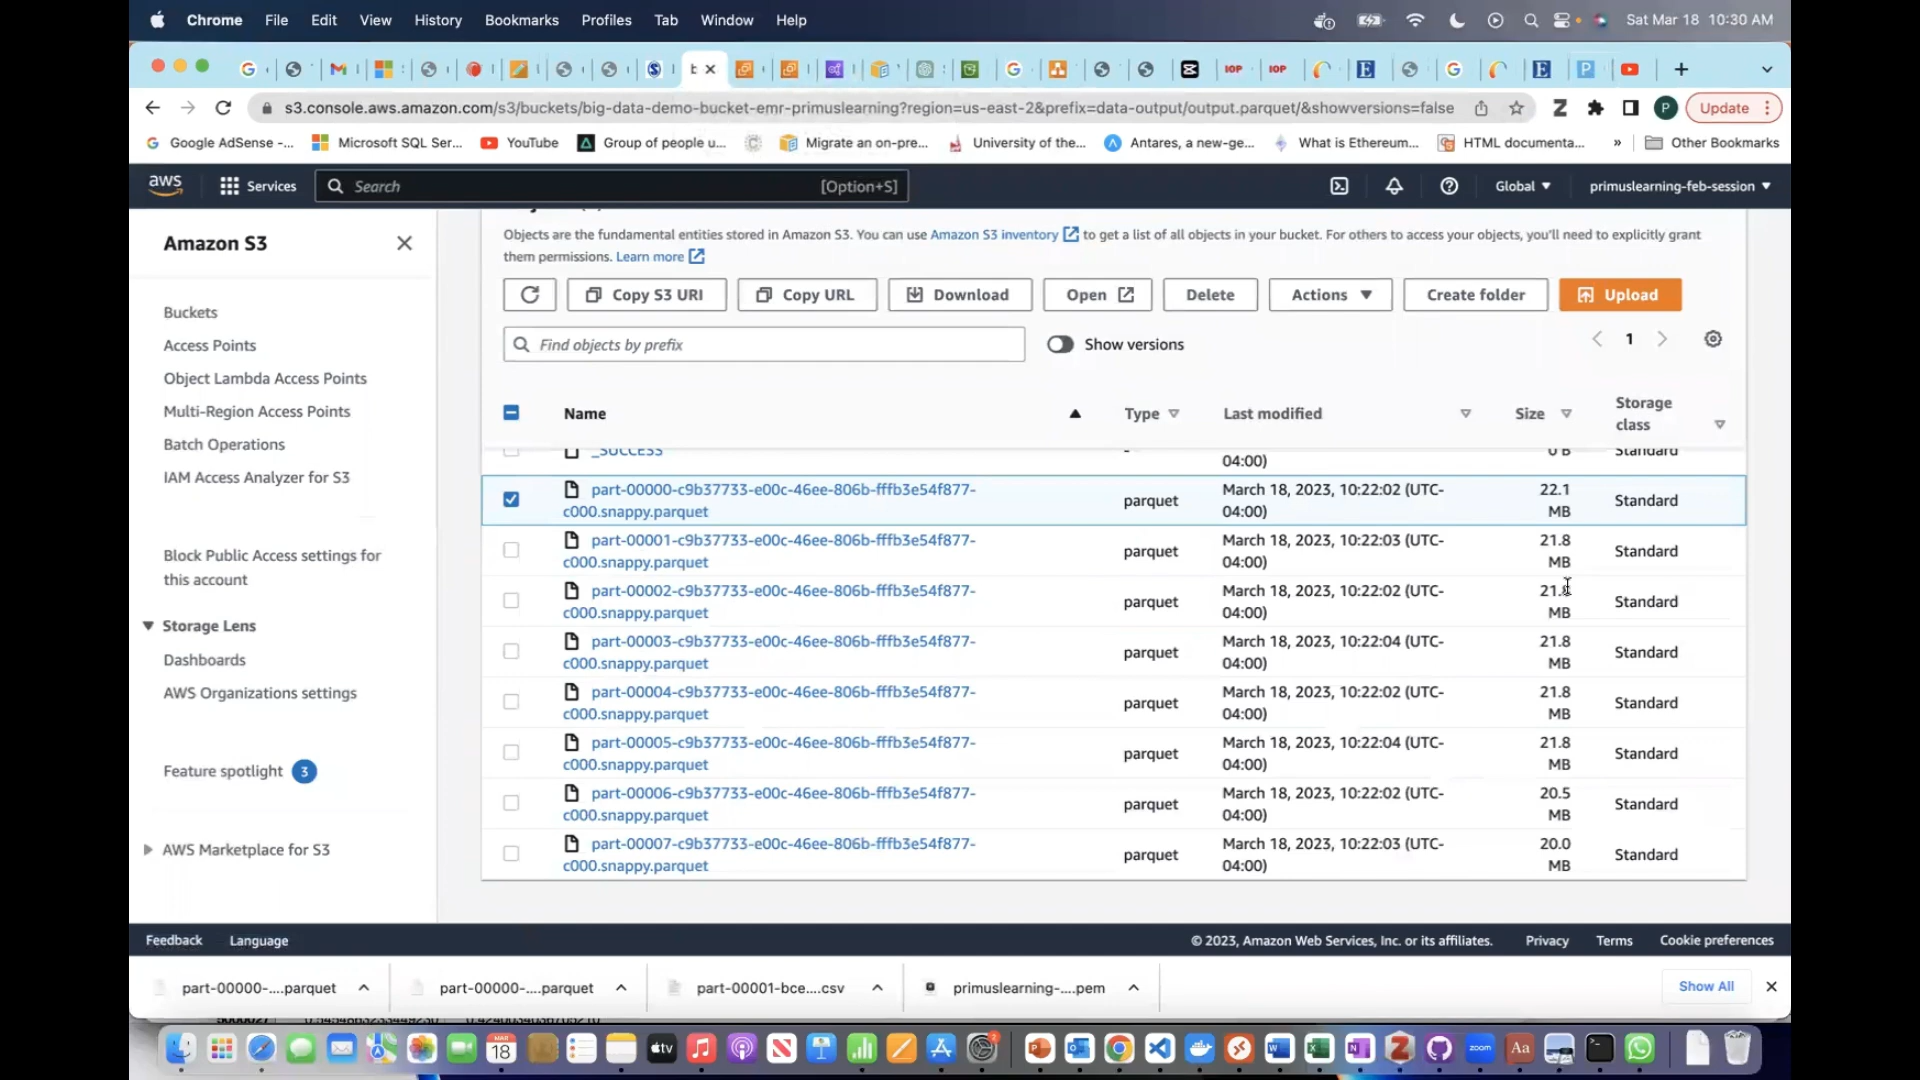 Chrome File Edit View History Bookmarks Profiles Tab Window Help Sat Mar 18 10:30 AM
s3.console.aws.amazon.com/s3/buckets/big-data-demo-bucket-emr-primuslearning?region=us-east-2&prefix=data-output/output.parquet/&showversions=false P Update
Google AdSense -... Microsoft SQL Ser... YouTube Group of people u... Migrate an on-pre... University of the... Antares, a new-ge... What is Ethereum... HTML documenta... » Other Bookmarks
aws Services Search [Option+S] Global primuslearning-feb-session
Amazon S3
Buckets
Access Points
Object Lambda Access Points
Multi-Region Access Points
Batch Operations
IAM Access Analyzer for S3
Block Public Access settings for
this account
Storage Lens
Dashboards
AWS Organizations settings
Feature spotlight 3
AWS Marketplace for S3
Objects are the fundamental entities stored in Amazon S3. You can use Amazon S3 inventory to get a list of all objects in your bucket. For others to access your objects, you'll need to explicitly grant
them permissions. Learn more
Copy S3 URI Copy URL Download Open Delete Actions Create folder Upload
Find objects by prefix Show versions 1
Name Type Last modified Size Storage
class
_SUCCESS - 04:00) 0 B Standard
part-00000-c9b37733-e00c-46ee-806b-fffb3e54f877- parquet March 18, 2023, 10:22:02 (UTC- 22.1 Standard
c000.snappy.parquet 04:00) MB
part-00001-c9b37733-e00c-46ee-806b-fffb3e54f877- parquet March 18, 2023, 10:22:03 (UTC- 21.8 Standard
c000.snappy.parquet 04:00) MB
part-00002-c9b37733-e00c-46ee-806b-fffb3e54f877- parquet March 18, 2023, 10:22:02 (UTC- 21.8 Standard
c000.snappy.parquet 04:00) MB
part-00003-c9b37733-e00c-46ee-806b-fffb3e54f877- parquet March 18, 2023, 10:22:04 (UTC- 21.8 Standard
c000.snappy.parquet 04:00) MB
part-00004-c9b37733-e00c-46ee-806b-fffb3e54f877- parquet March 18, 2023, 10:22:02 (UTC- 21.8 Standard
c000.snappy.parquet 04:00) MB
part-00005-c9b37733-e00c-46ee-806b-fffb3e54f877- parquet March 18, 2023, 10:22:04 (UTC- 21.8 Standard
c000.snappy.parquet 04:00) MB
part-00006-c9b37733-e00c-46ee-806b-fffb3e54f877- parquet March 18, 2023, 10:22:02 (UTC- 20.5 Standard
c000.snappy.parquet 04:00) MB
part-00007-c9b37733-e00c-46ee-806b-fffb3e54f877- parquet March 18, 2023, 10:22:03 (UTC- 20.0 Standard
c000.snappy.parquet 04:00) MB
Feedback Language © 2023, Amazon Web Services, Inc. or its affiliates. Privacy Terms Cookie preferences
part-00000-....parquet part-00000-....parquet part-00001-bce....csv primuslearning-....pem Show All
MAR
18 tv zoom Aa